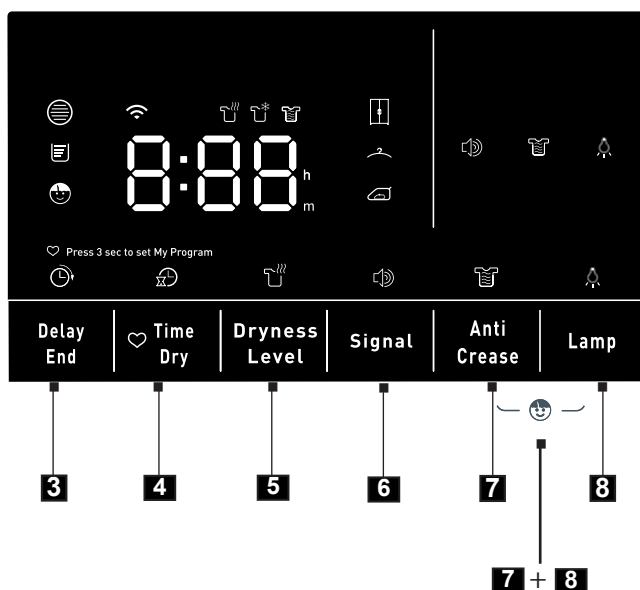 8:88 h
m
Press 3 sec to set My Program
Delay End
Time Dry
Dryness Level
Signal
Anti Crease
Lamp
3 4 5 6 7 8
7 + 8